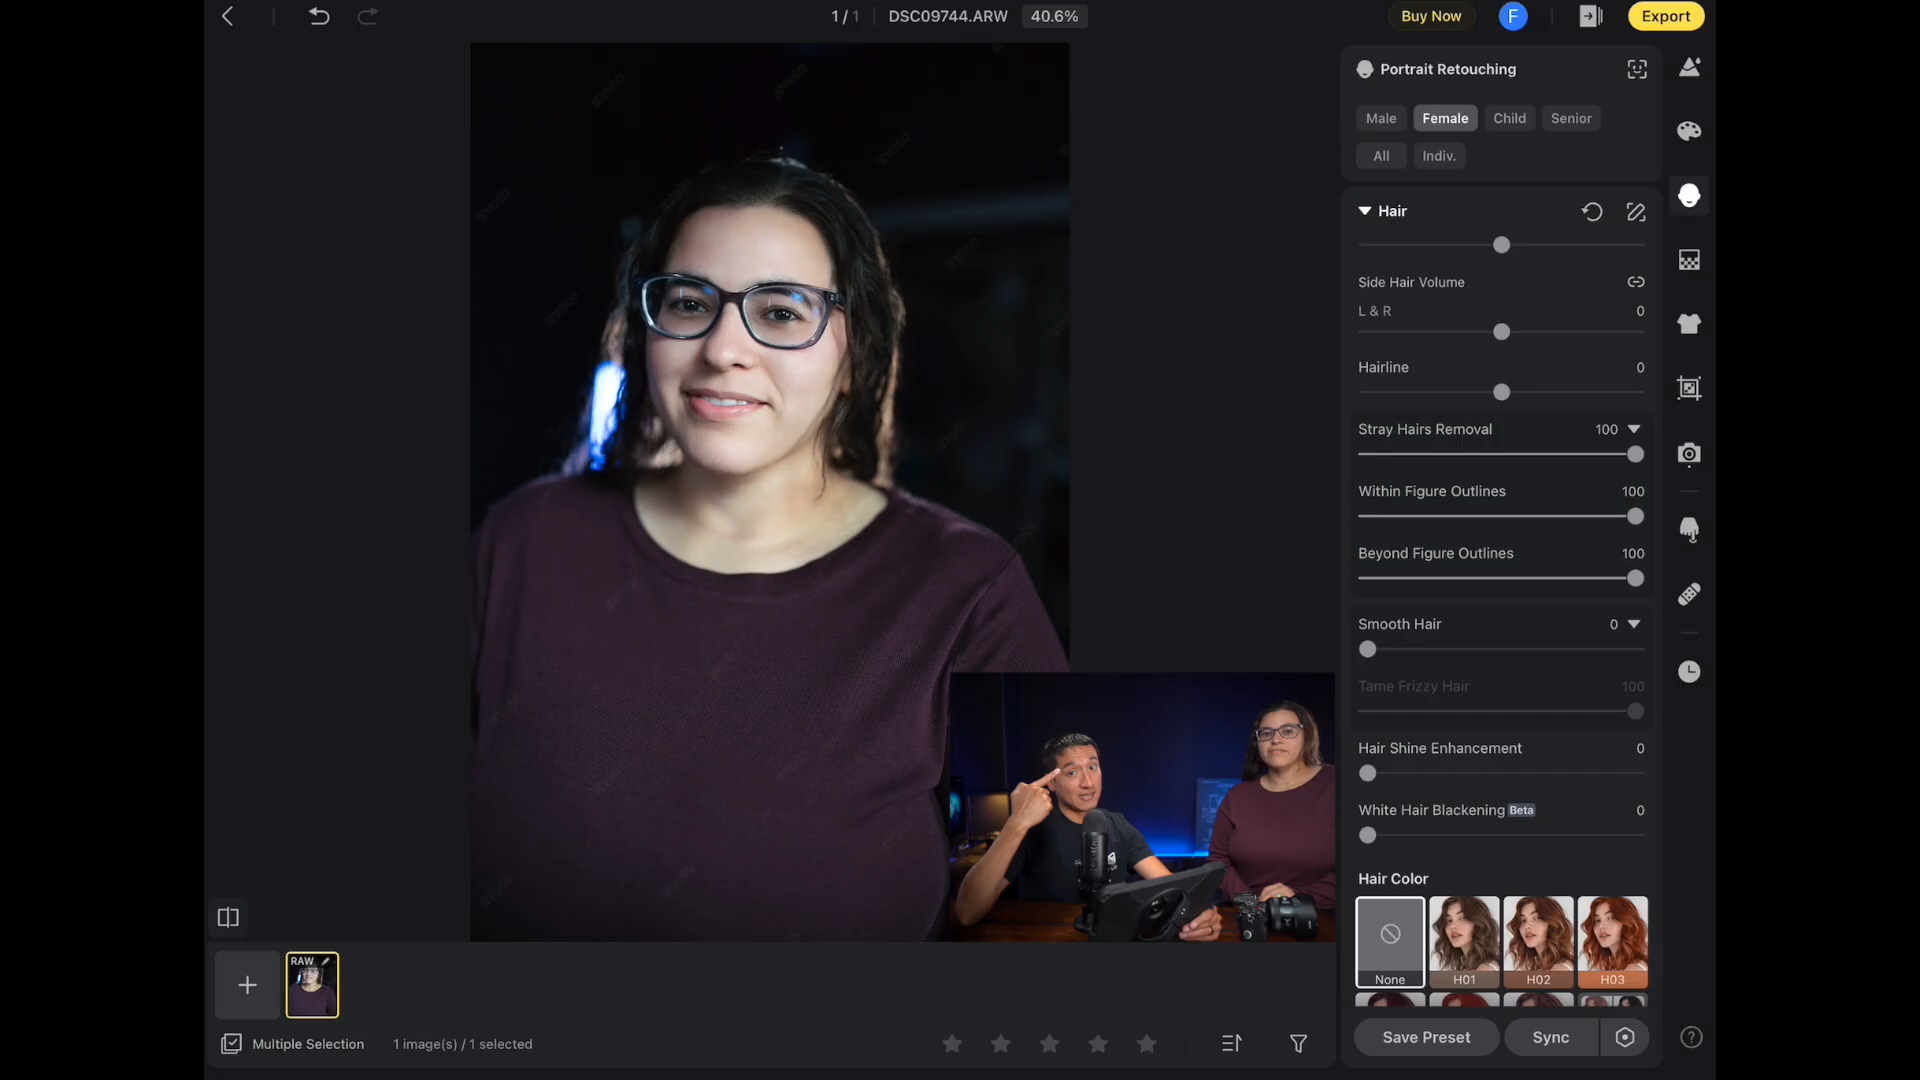 1 / 1 DSC09744.ARW 40.6% Buy Now F Export
Portrait Retouching
Male Female Child Senior
All Indiv.
Hair
Side Hair Volume
L & R 0
Hairline 0
Stray Hairs Removal 100
Within Figure Outlines 100
Beyond Figure Outlines 100
Smooth Hair 0
Tame Frizzy Hair 100
Hair Shine Enhancement 0
White Hair Blackening Beta 0
Hair Color
None H01 H02 H03
RAW
Multiple Selection 1 image(s) / 1 selected
Save Preset Sync
evoto